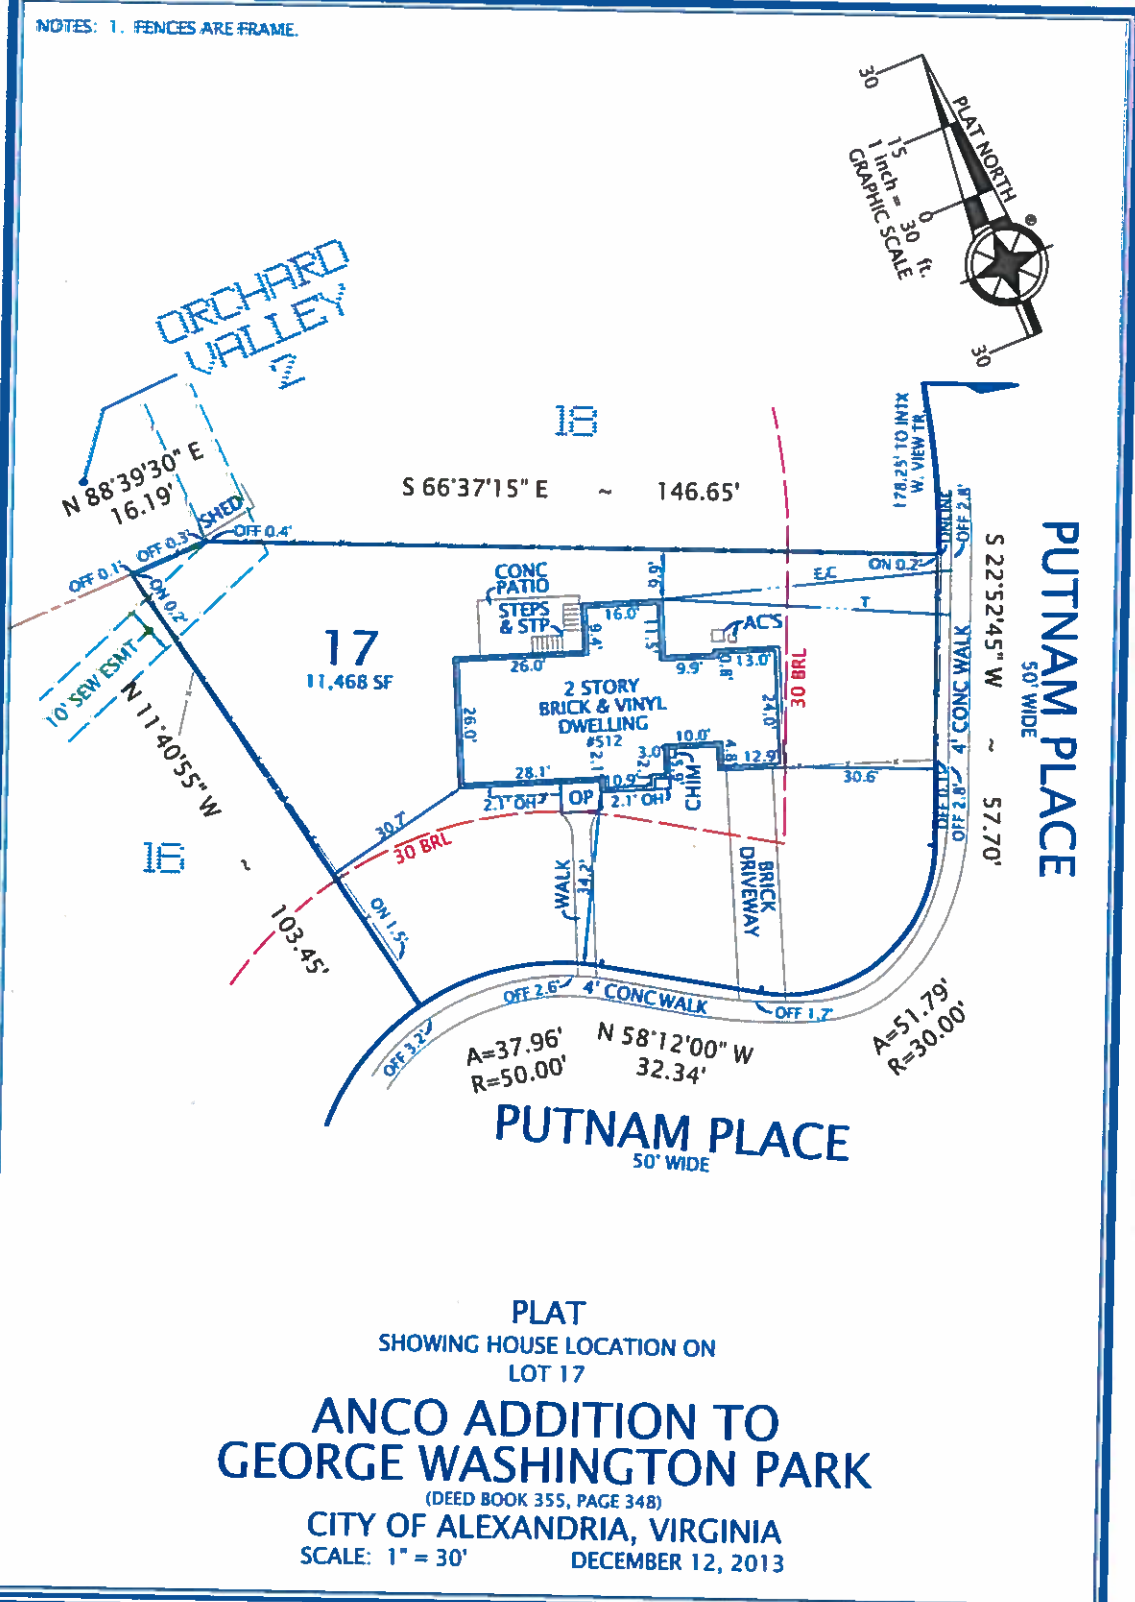 NOTES: 1. FENCES ARE FRAME.
30
15
0
30
PLAT NORTH
®
1 inch = 30 ft.
GRAPHIC SCALE
ORCHARD
VALLEY
2
18
N 88°39'30" E
16.19'
S 66°37'15" E ~ 146.65'
178.25' TO INTX
W. VIEW TR.
SHED
OFF 0.3'
OFF 0.4'
OFF 0.1'
ON 0.2'
ONLINE
OFF 2.8'
ON 0.2'
EC
T
10' SEW ESMT
17
11,468 SF
CONC
PATIO
STEPS
& STP
9.9'
16.0'
9.4'
11.5'
AC'S
26.0'
9.9'
0.8'
13.0'
30 BRL
2 STORY
BRICK & VINYL
DWELLING
#512
26.0'
24.0'
10.0'
3.0'
4.8'
12.9'
28.1'
2.1'
10.9'
CHIM
2.1' OH
OP
2.1' OH
30.6'
OFF 0.1'
OFF 2.8'
4' CONC WALK
S 22°52'45" W ~ 57.70'
PUTNAM PLACE
50' WIDE
N 11°40'55" W ~ 103.45'
16
30.7'
30 BRL
ON 1.5'
WALK
34.2'
BRICK
DRIVEWAY
OFF 2.6'
4' CONC WALK
OFF 1.7'
OFF 3.2'
A=37.96'
R=50.00'
N 58°12'00" W
32.34'
A=51.79'
R=30.00'
PUTNAM PLACE
50' WIDE
PLAT
SHOWING HOUSE LOCATION ON
LOT 17
ANCO ADDITION TO
GEORGE WASHINGTON PARK
(DEED BOOK 355, PAGE 348)
CITY OF ALEXANDRIA, VIRGINIA
SCALE: 1" = 30' DECEMBER 12, 2013